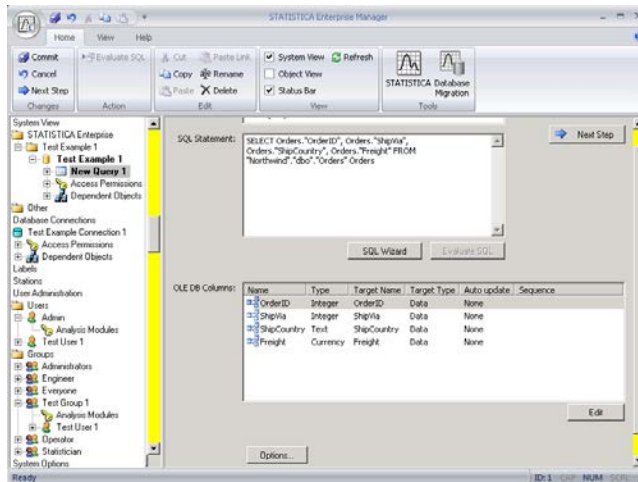 STATISTICA Enterprise Manager
Home View Help
Commit
Cancel
Next Step
Changes
Evaluate SQL
Action
Cut
Paste Link
Copy
Rename
Paste
Delete
Edit
System View
Refresh
Object View
Status Bar
View
STATISTICA Database Migration
Tools
System View
STATISTICA Enterprise
Test Example 1
Test Example 1
New Query 1
Access Permissions
Dependent Objects
Other
Database Connections
Test Example Connection 1
Access Permissions
Dependent Objects
Labels
Stations
User Administration
Users
Admin
Analysis Modules
Test User 1
Groups
Administrators
Engineer
Everyone
Test Group 1
Analysis Modules
Test User 1
Operator
Statistician
System Options
SQL Statement:
SELECT Orders."OrderID", Orders."ShipVia",
Orders."ShipCountry", Orders."Freight" FROM
"Northwind"."dbo"."Orders" Orders
Next Step
SQL Wizard
Evaluate SQL
OLE DB Columns:
Name Type Target Name Target Type Auto update Sequence
OrderID Integer OrderID Data None
ShipVia Integer ShipVia Data None
ShipCountry Text ShipCountry Data None
Freight Currency Freight Data None
Edit
Options...
Ready
ID: 1 CAP NUM SCRL